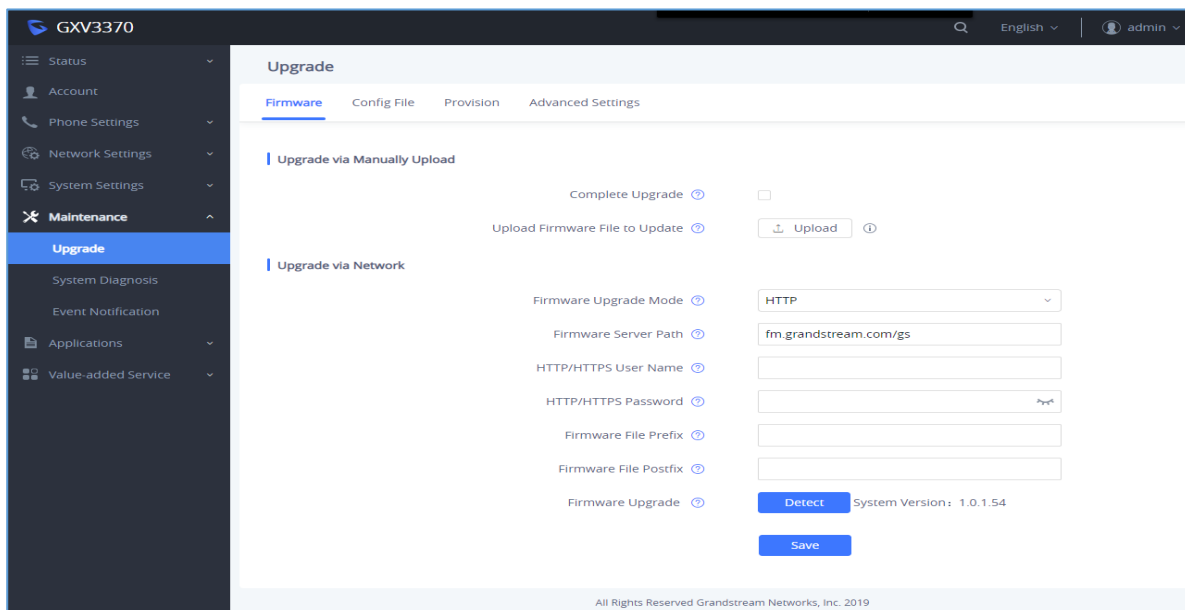 GXV3370
English
admin
Status
Account
Phone Settings
Network Settings
System Settings
Maintenance
Upgrade
System Diagnosis
Event Notification
Applications
Value-added Service
Upgrade
Firmware Config File Provision Advanced Settings
Upgrade via Manually Upload
Complete Upgrade ?
Upload Firmware File to Update ? Upload i
Upgrade via Network
Firmware Upgrade Mode ? HTTP
Firmware Server Path ? fm.grandstream.com/gs
HTTP/HTTPS User Name ?
HTTP/HTTPS Password ?
Firmware File Prefix ?
Firmware File Postfix ?
Firmware Upgrade ? Detect System Version： 1.0.1.54
Save
All Rights Reserved Grandstream Networks, Inc. 2019